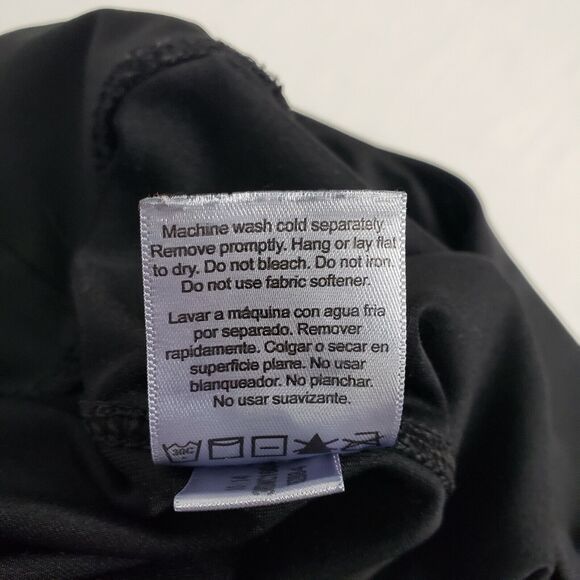 Machine wash cold separately
Remove promptly. Hang or lay flat
to dry. Do not bleach. Do not iron.
Do not use fabric softener.
Lavar a máquina con agua fria
por separado. Remover
rapidamente. Colgar o secar en
superficie plana. No usar
blanqueador. No planchar.
No usar suavizante.
30C